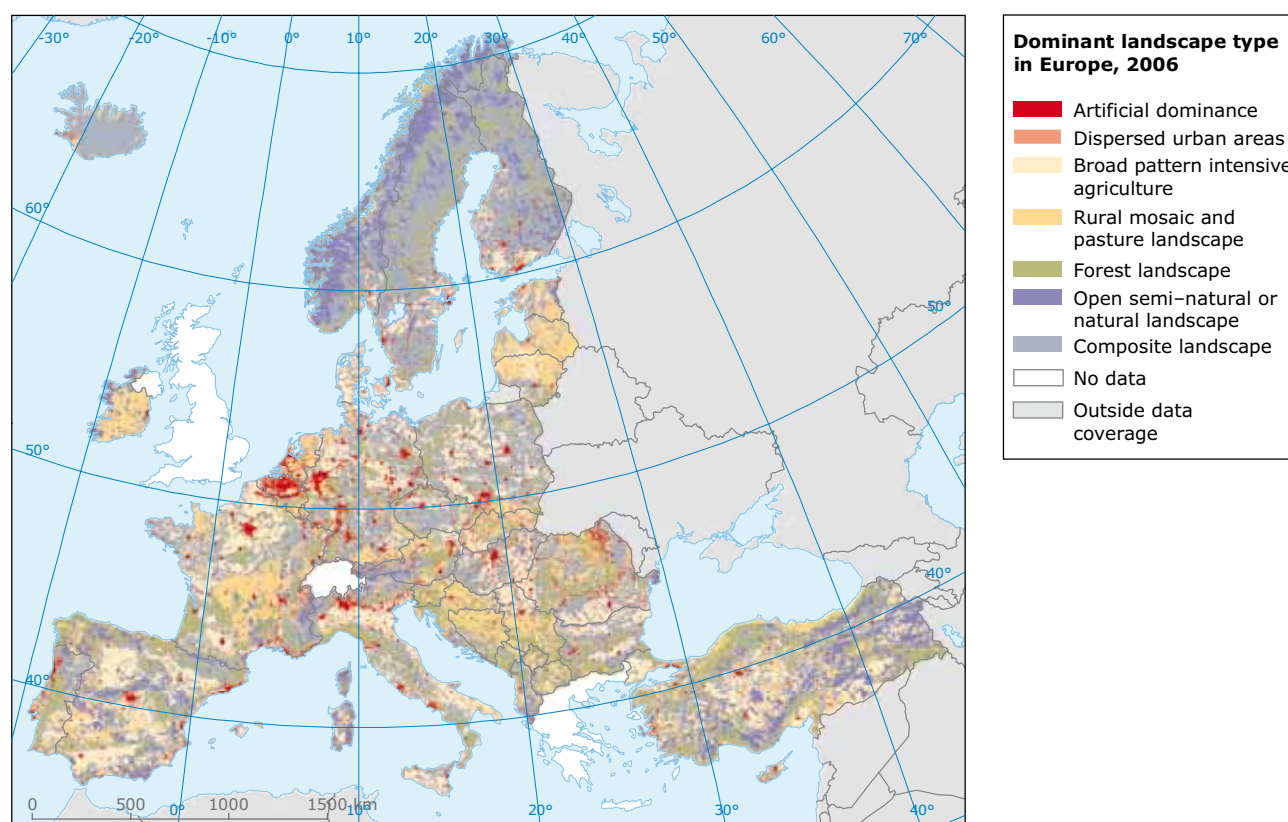 -30°
-20°
-10°
0°
10°
20°
30°
40°
50°
60°
70°
60°
50°
50°
40°
40°
0
500
1000
1500 km
0°
10°
20°
30°
40°
Dominant landscape type
in Europe, 2006
Artificial dominance
Dispersed urban areas
Broad pattern intensive
agriculture
Rural mosaic and
pasture landscape
Forest landscape
Open semi–natural or
natural landscape
Composite landscape
No data
Outside data
coverage